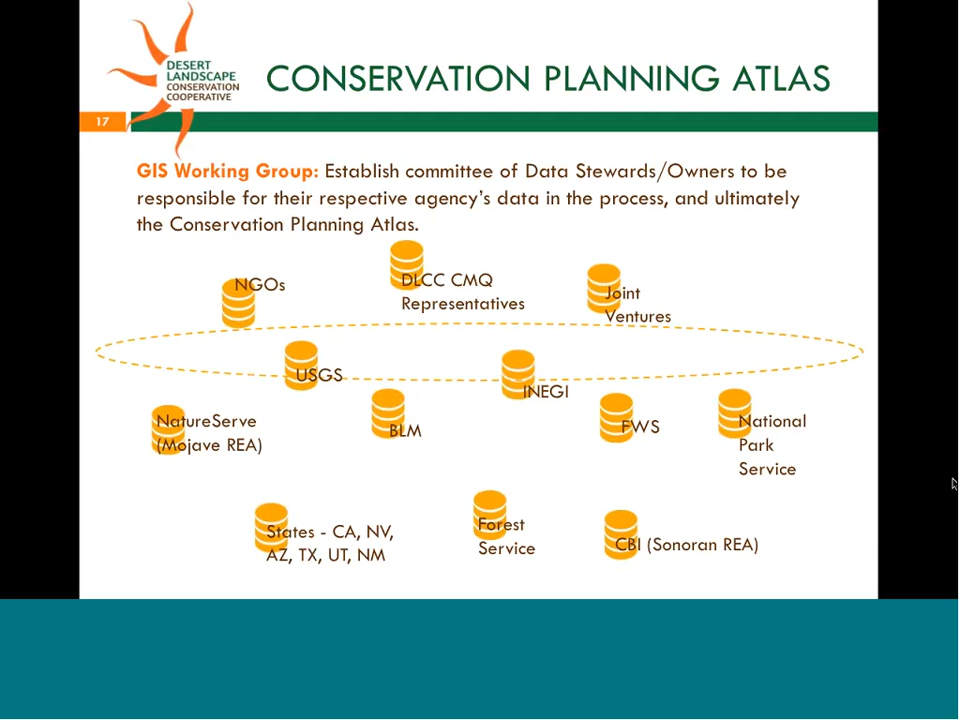 DESERT
LANDSCAPE
CONSERVATION
COOPERATIVE
CONSERVATION PLANNING ATLAS
17
GIS Working Group: Establish committee of Data Stewards/Owners to be
responsible for their respective agency's data in the process, and ultimately
the Conservation Planning Atlas.
NGOs
DLCC CMQ
Representatives
Joint
Ventures
USGS
INEGI
NatureServe
(Mojave REA)
BLM
FWS
National
Park
Service
States - CA, NV,
AZ, TX, UT, NM
Forest
Service
CBI (Sonoran REA)